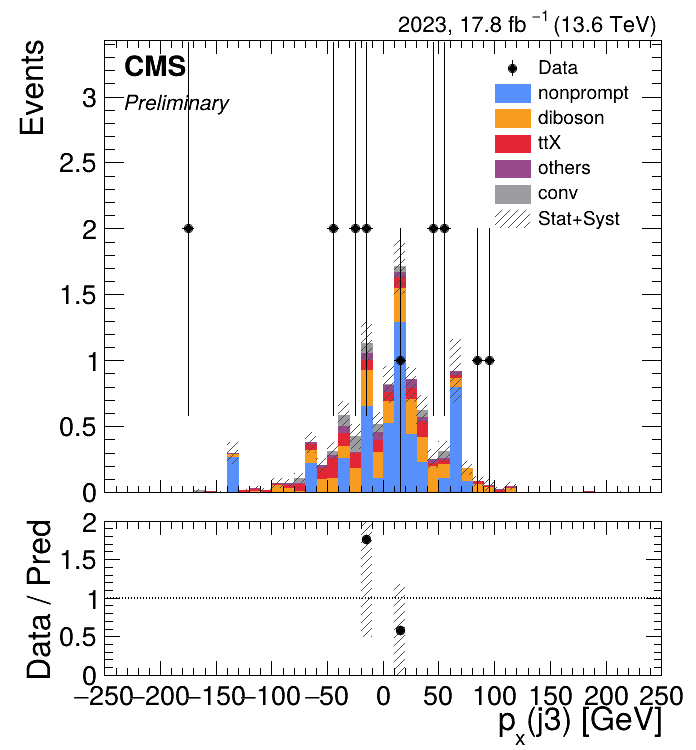 2023, 17.8 fb⁻¹ (13.6 TeV)
CMS
Preliminary
Events
Data
nonprompt
diboson
ttX
others
conv
Stat+Syst
3
2.5
2
1.5
1
0.5
0
Data / Pred
2
1.5
1
0.5
0
−250 −200 −150 −100 −50 0 50 100 150 200 250
pₓ(j3) [GeV]